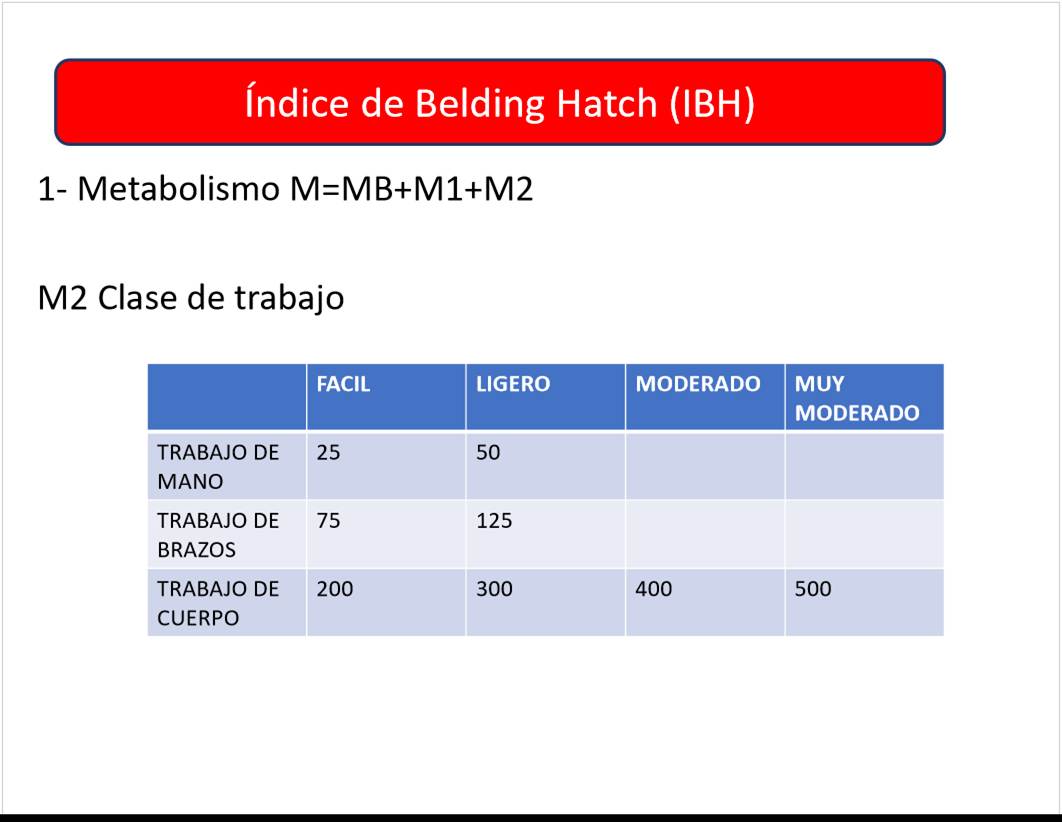 Índice de Belding Hatch (IBH)
1- Metabolismo M=MB+M1+M2
M2 Clase de trabajo
FACIL LIGERO MODERADO MUY MODERADO
TRABAJO DE MANO 25 50
TRABAJO DE BRAZOS 75 125
TRABAJO DE CUERPO 200 300 400 500